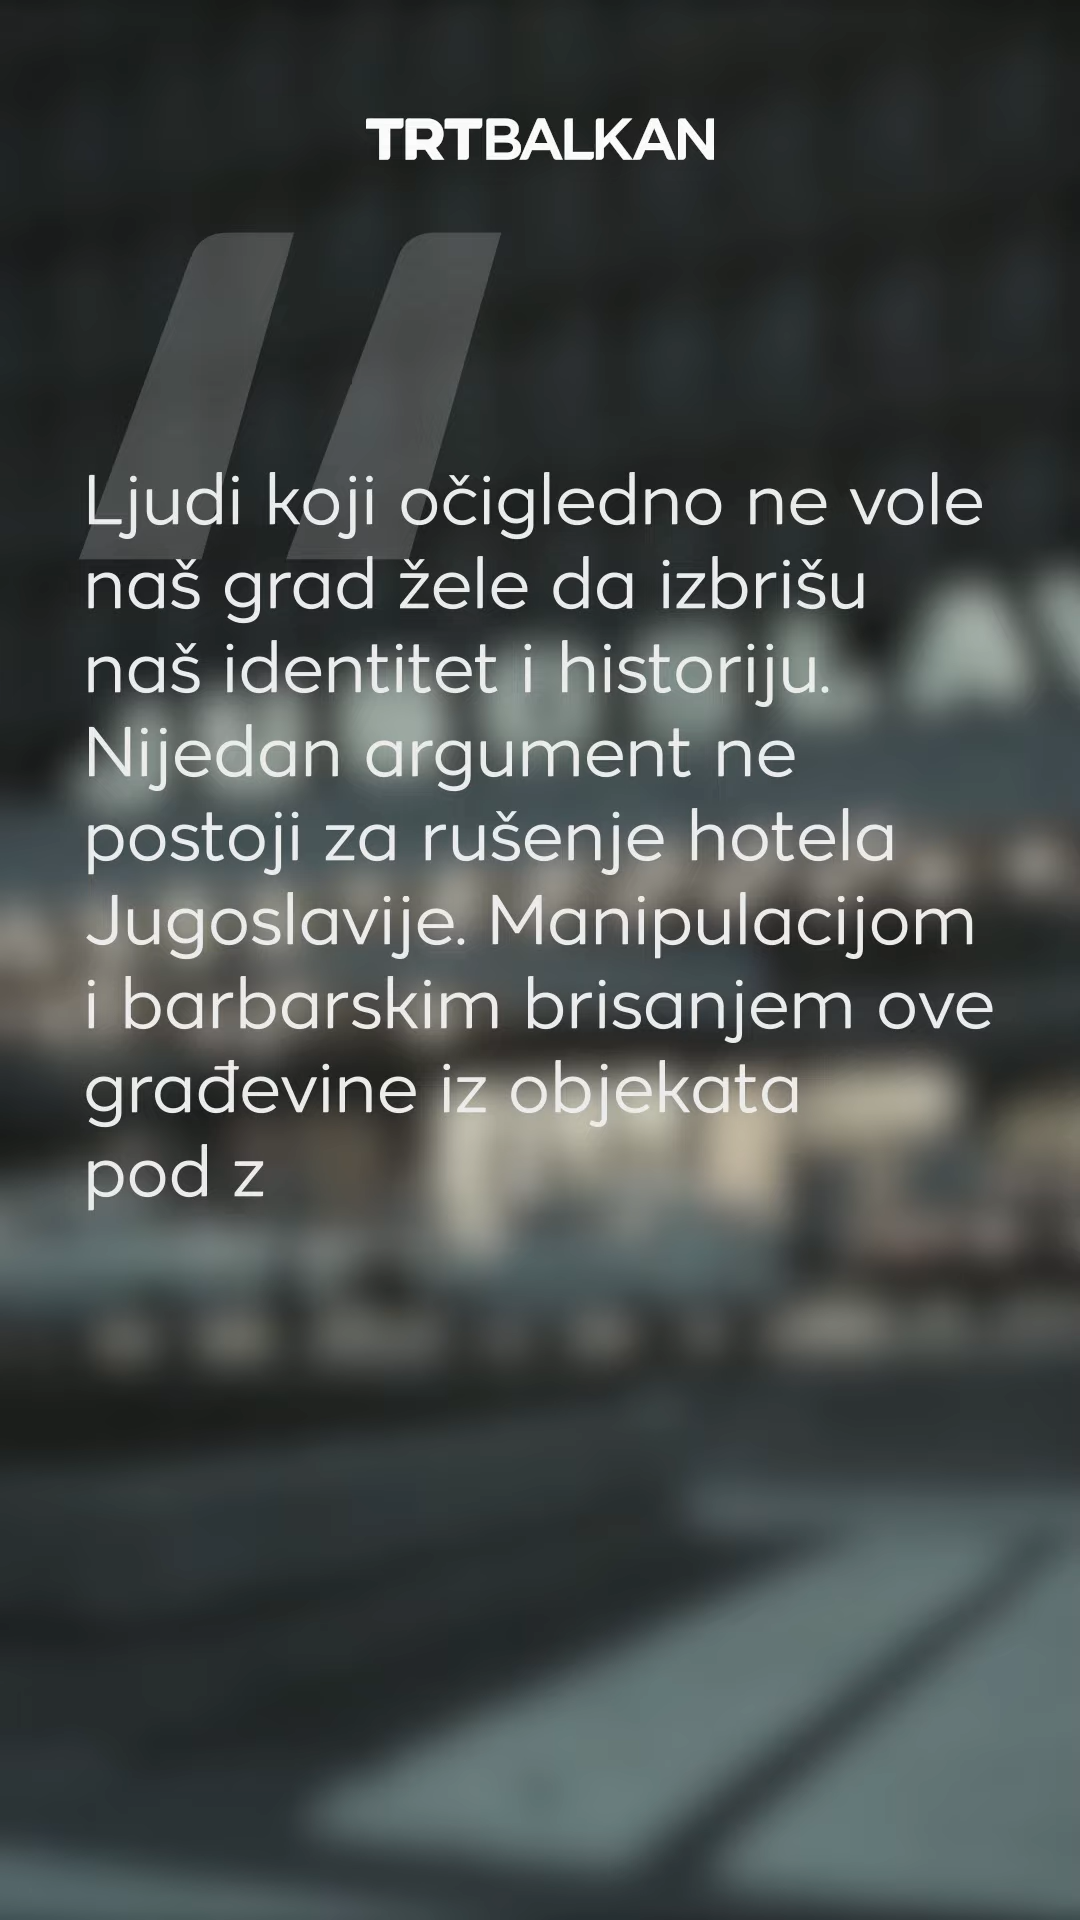 TRTBALKAN
Ljudi koji očigledno ne vole
naš grad žele da izbrišu
naš identitet i historiju.
Nijedan argument ne
postoji za rušenje hotela
Jugoslavije. Manipulacijom
i barbarskim brisanjem ove
građevine iz objekata
pod z